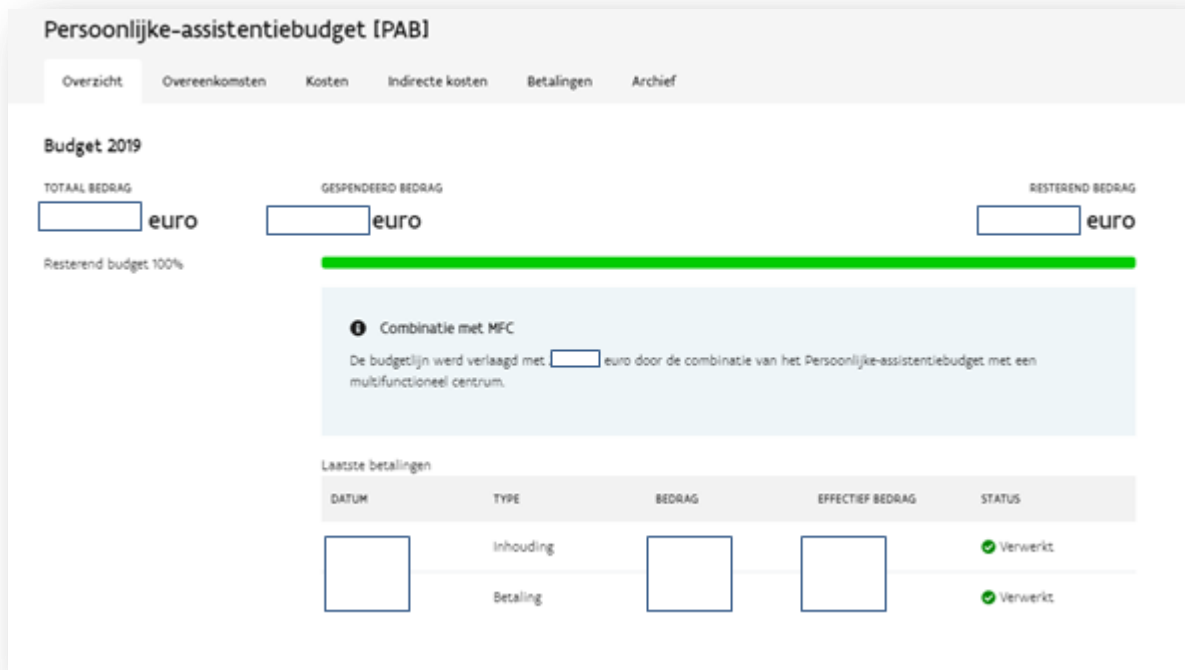 Persoonlijke-assistentiebudget [PAB]
Overzicht Overeenkomsten Kosten Indirecte kosten Betalingen Archief
Budget 2019
TOTAAL BEDRAG GESPENDEERD BEDRAG RESTEREND BEDRAG
euro euro euro
Resterend budget 100%
Combinatie met MFC
De budgetlijn werd verlaagd met euro door de combinatie van het Persoonlijke-assistentiebudget met een
multifunctioneel centrum.
Laatste betalingen
DATUM TYPE BEDRAG EFFECTIEF BEDRAG STATUS
Inhouding Verwerkt
Betaling Verwerkt